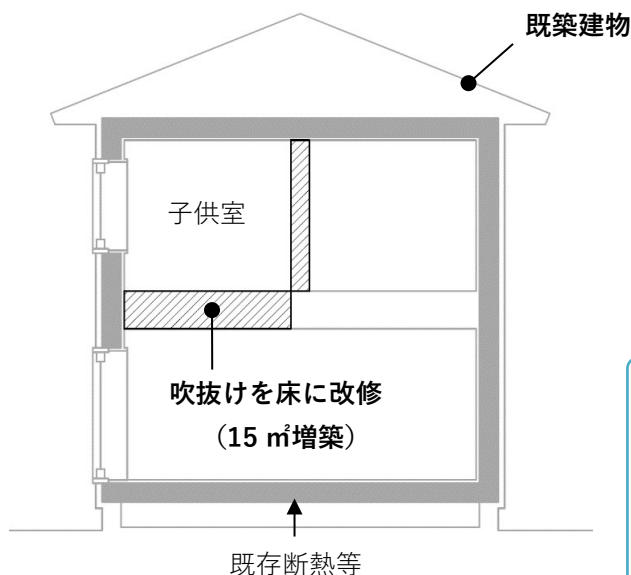 既築建物
子供室
吹抜けを床に改修
（15 ㎡増築）
既存断熱等